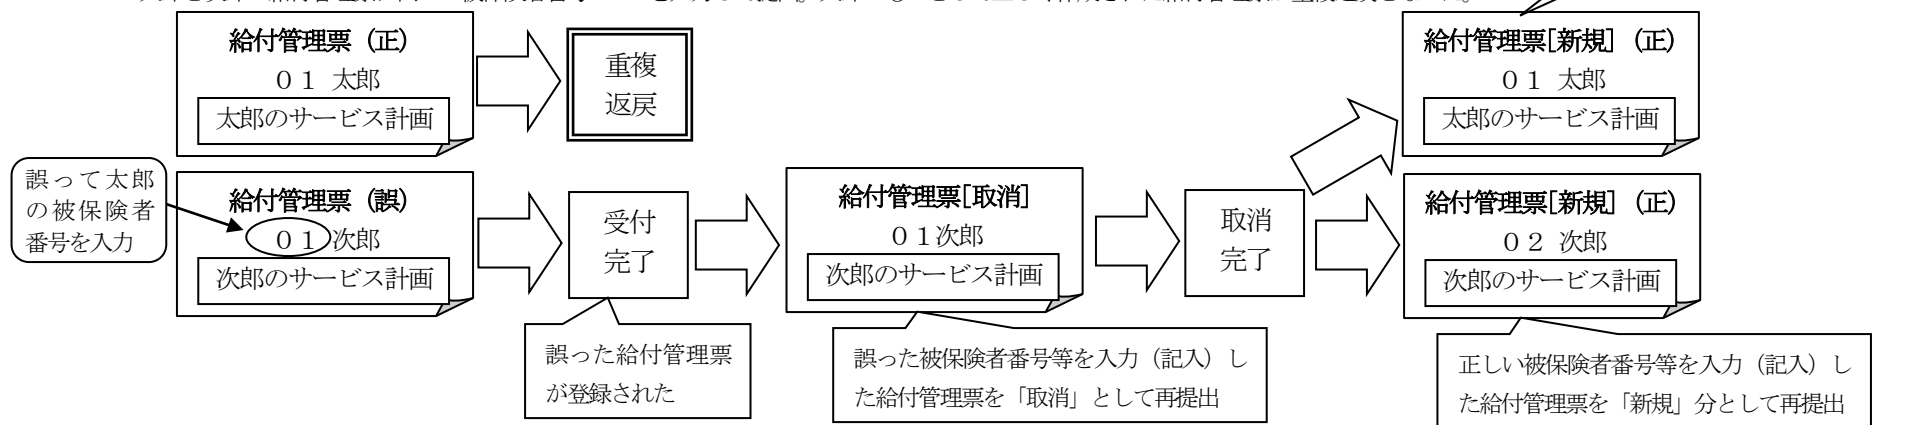 給付管理票（正）
０１ 太郎
太郎のサービス計画
重複
返戻
給付管理票[新規]（正）
０１ 太郎
太郎のサービス計画
誤って太郎
の被保険者
番号を入力
給付管理票（誤）
０１次郎
次郎のサービス計画
受付
完了
給付管理票[取消]
０１次郎
次郎のサービス計画
取消
完了
給付管理票[新規]（正）
０２ 次郎
次郎のサービス計画
誤った給付管理票
が登録された
誤った被保険者番号等を入力（記入）し
た給付管理票を「取消」として再提出
正しい被保険者番号等を入力（記入）し
た給付管理票を「新規」分として再提出